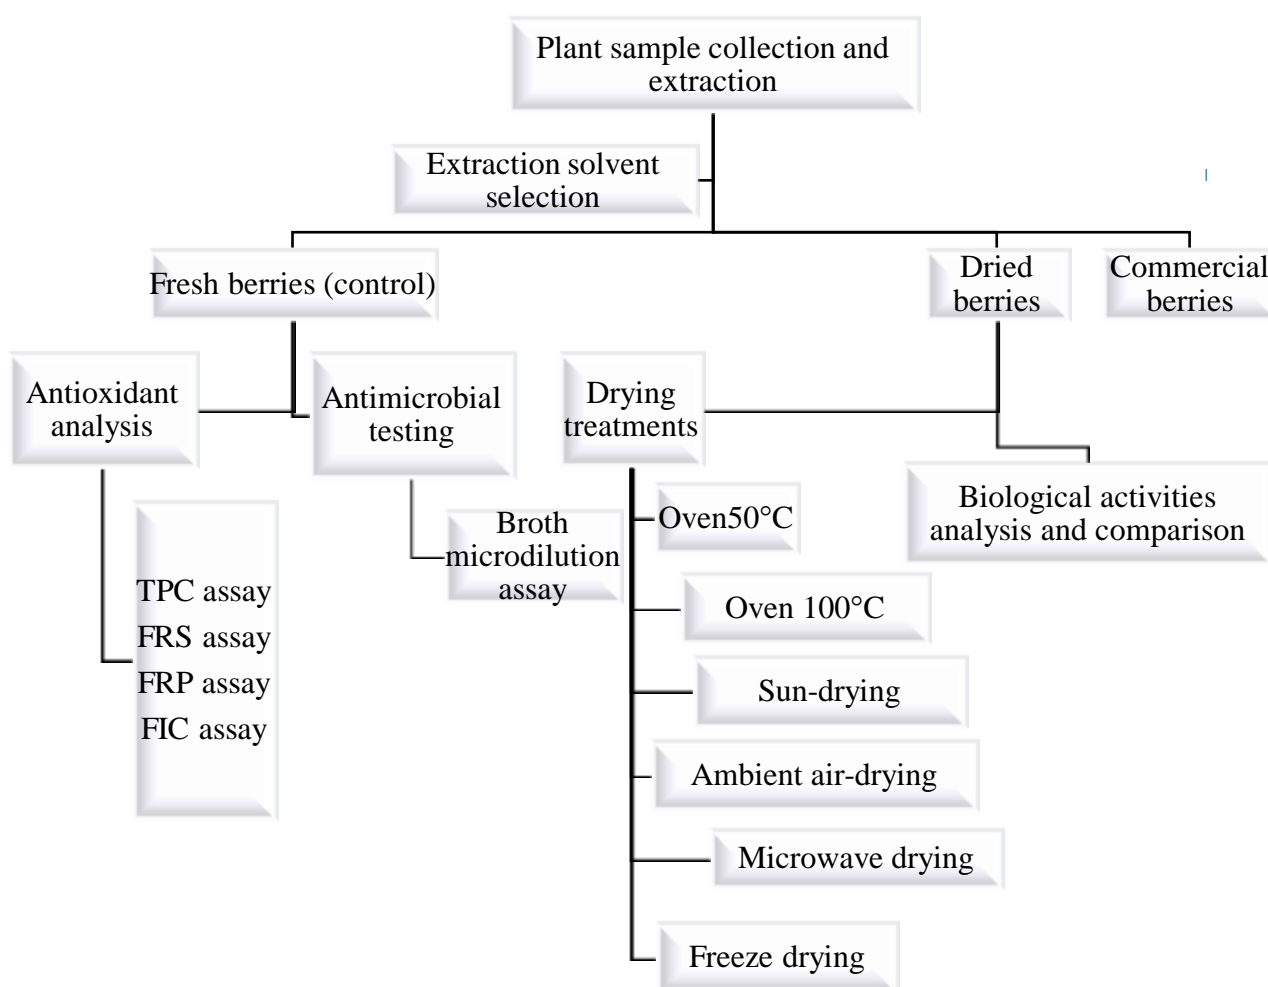 Plant sample collection and
extraction
Extraction solvent
selection
Fresh berries (control)
Dried
berries
Commercial
berries
Antioxidant
analysis
Antimicrobial
testing
Drying
treatments
Biological activities
analysis and comparison
TPC assay
FRS assay
FRP assay
FIC assay
Broth
microdilution
assay
Oven50°C
Oven 100°C
Sun-drying
Ambient air-drying
Microwave drying
Freeze drying